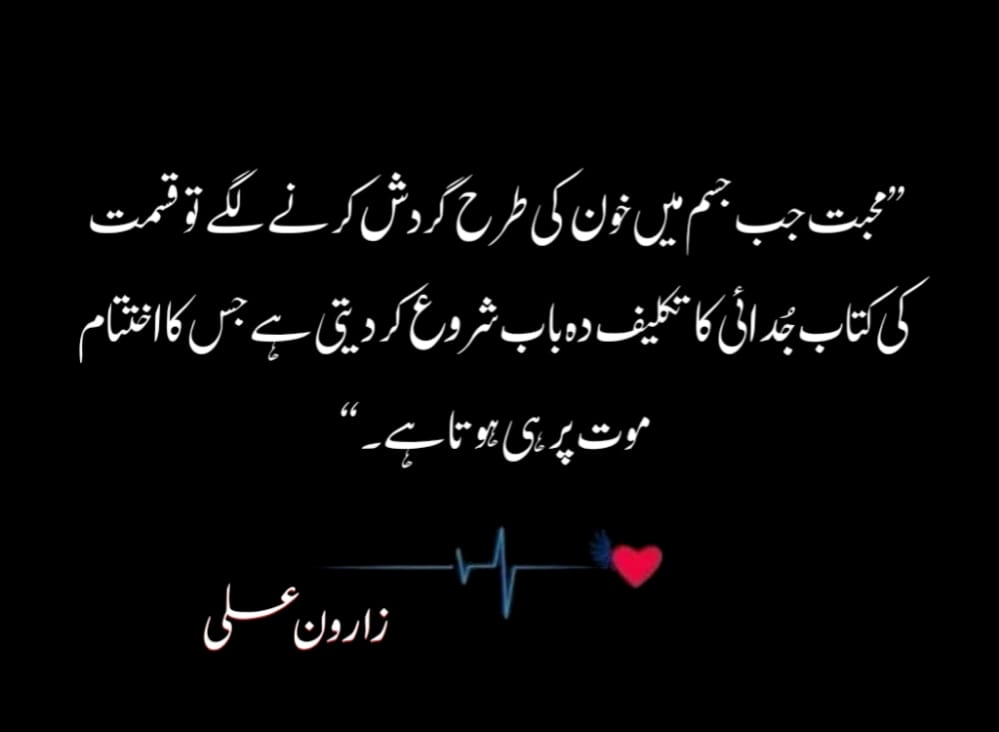 ”محبت جب جسم میں خون کی طرح گردش کرنے لگے تو قسمت
کی کتاب جُدائی کا تکلیف دہ باب شروع کر دیتی ہے جس کا اختتام
موت پر ہی ہوتا ہے۔“
زارون علی